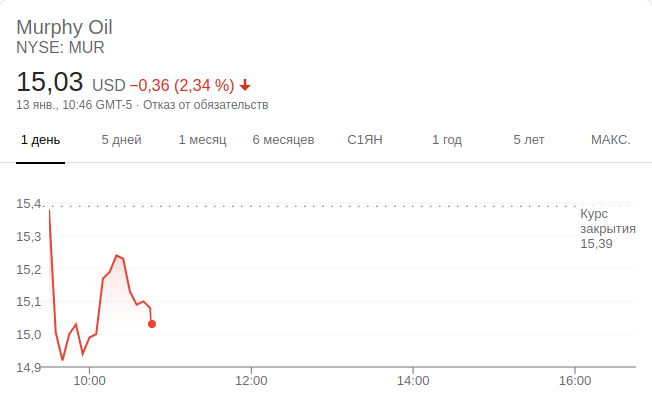 Murphy Oil
NYSE: MUR
15,03 USD −0,36 (2,34 %)
13 янв., 10:46 GMT-5 · Отказ от обязательств
1 день 5 дней 1 месяц 6 месяцев С1ЯН 1 год 5 лет МАКС.
15,4
Курс
закрытия
15,39
15,3
15,2
15,1
15,0
14,9
10:00 12:00 14:00 16:00